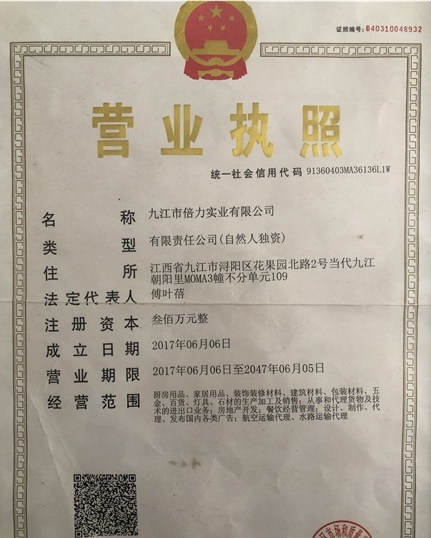 证照编号：040310048932
营业执照
统一社会信用代码 91360403MA36136L1W
名 称 九江市倍力实业有限公司
类 型 有限责任公司(自然人独资)
住 所 江西省九江市浔阳区花果园北路2号当代九江
朝阳里MOMA3幢不分单元109
法定代表人 傅叶蓓
注册资本 叁佰万元整
成立日期 2017年06月06日
营业期限 2017年06月06日至2047年06月05日
经营范围 厨房用品、家居用品、装饰装修材料、建筑材料、包装材料、五
金、百货、灯具、石材的生产加工及销售；从事和代理货物及技
术的进出口业务；房地产开发；餐饮经营管理；设计、制作、代
理、发布国内各类广告；航空运输代理、水路运输代理